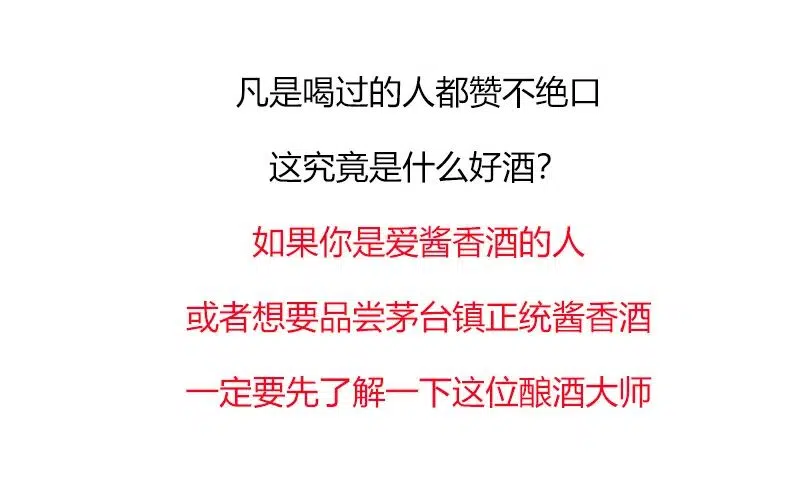 凡是喝过的人都赞不绝口
这究竟是什么好酒？
如果你是爱酱香酒的人
或者想要品尝茅台镇正统酱香酒
一定要先了解一下这位酿酒大师